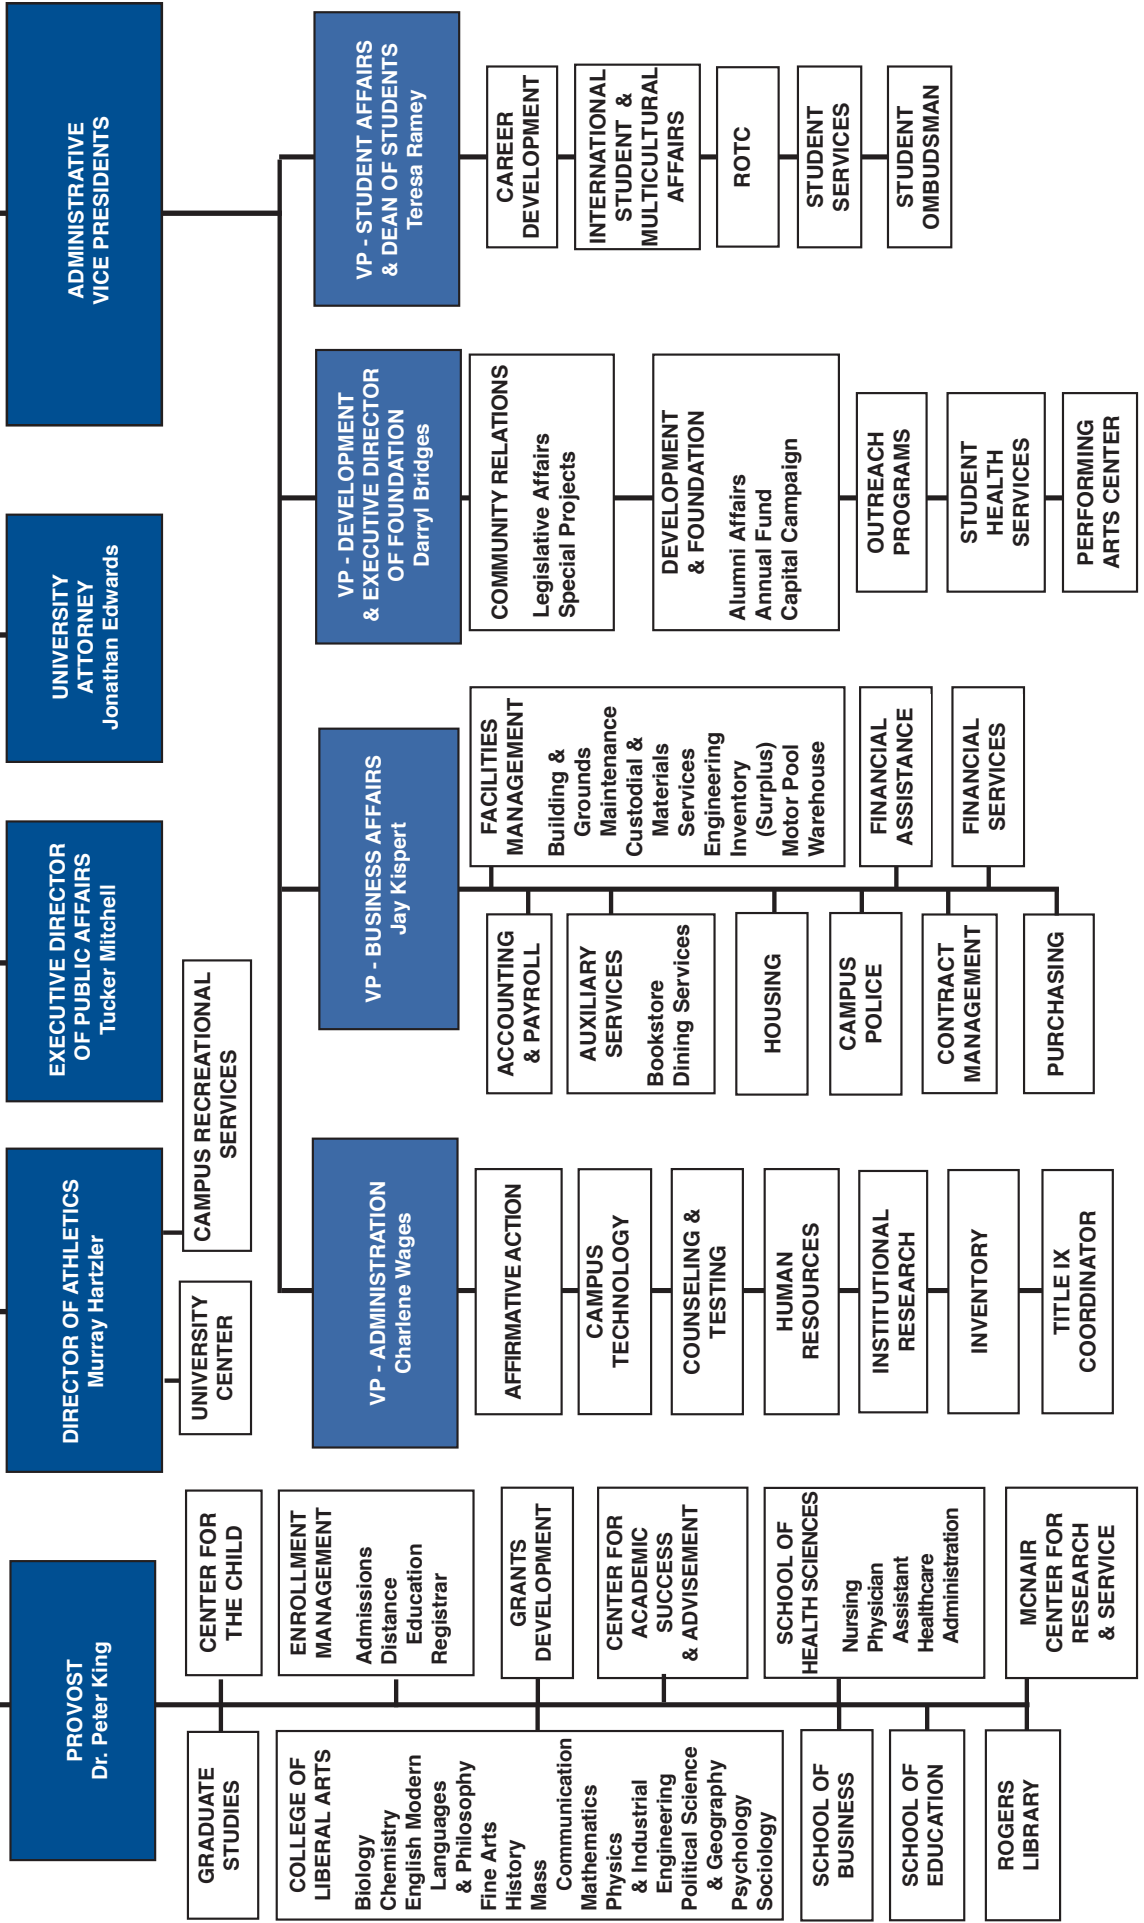 PROVOST
Dr. Peter King
GRADUATE
STUDIES
CENTER FOR
THE CHILD
COLLEGE OF
LIBERAL ARTS
Biology
Chemistry
English Modern
Languages
& Philosophy
Fine Arts
History
Mass
Communication
Mathematics
Physics
& Industrial
Engineering
Political Science
& Geography
Psychology
Sociology
ENROLLMENT
MANAGEMENT
Admissions
Distance
Education
Registrar
GRANTS
DEVELOPMENT
CENTER FOR
ACADEMIC
SUCCESS
& ADVISEMENT
SCHOOL OF
BUSINESS
SCHOOL OF
HEALTH SCIENCES
Nursing
Physician
Assistant
Healthcare
Administration
SCHOOL OF
EDUCATION
ROGERS
LIBRARY
MCNAIR
CENTER FOR
RESEARCH
& SERVICE
DIRECTOR OF ATHLETICS
Murray Hartzler
UNIVERSITY
CENTER
CAMPUS RECREATIONAL
SERVICES
EXECUTIVE DIRECTOR
OF PUBLIC AFFAIRS
Tucker Mitchell
UNIVERSITY
ATTORNEY
Jonathan Edwards
ADMINISTRATIVE
VICE PRESIDENTS
VP - ADMINISTRATION
Charlene Wages
AFFIRMATIVE ACTION
CAMPUS
TECHNOLOGY
COUNSELING &
TESTING
HUMAN
RESOURCES
INSTITUTIONAL
RESEARCH
INVENTORY
TITLE IX
COORDINATOR
VP - BUSINESS AFFAIRS
Jay Kispert
ACCOUNTING
& PAYROLL
AUXILIARY
SERVICES
Bookstore
Dining Services
HOUSING
CAMPUS
POLICE
CONTRACT
MANAGEMENT
PURCHASING
FACILITIES
MANAGEMENT
Building &
Grounds
Maintenance
Custodial &
Materials
Services
Engineering
Inventory
(Surplus)
Motor Pool
Warehouse
FINANCIAL
ASSISTANCE
FINANCIAL
SERVICES
VP - DEVELOPMENT
& EXECUTIVE DIRECTOR
OF FOUNDATION
Darryl Bridges
COMMUNITY RELATIONS
Legislative Affairs
Special Projects
DEVELOPMENT
& FOUNDATION
Alumni Affairs
Annual Fund
Capital Campaign
OUTREACH
PROGRAMS
STUDENT
HEALTH
SERVICES
PERFORMING
ARTS CENTER
VP - STUDENT AFFAIRS
& DEAN OF STUDENTS
Teresa Ramey
CAREER
DEVELOPMENT
INTERNATIONAL
STUDENT &
MULTICULTURAL
AFFAIRS
ROTC
STUDENT
SERVICES
STUDENT
OMBUDSMAN